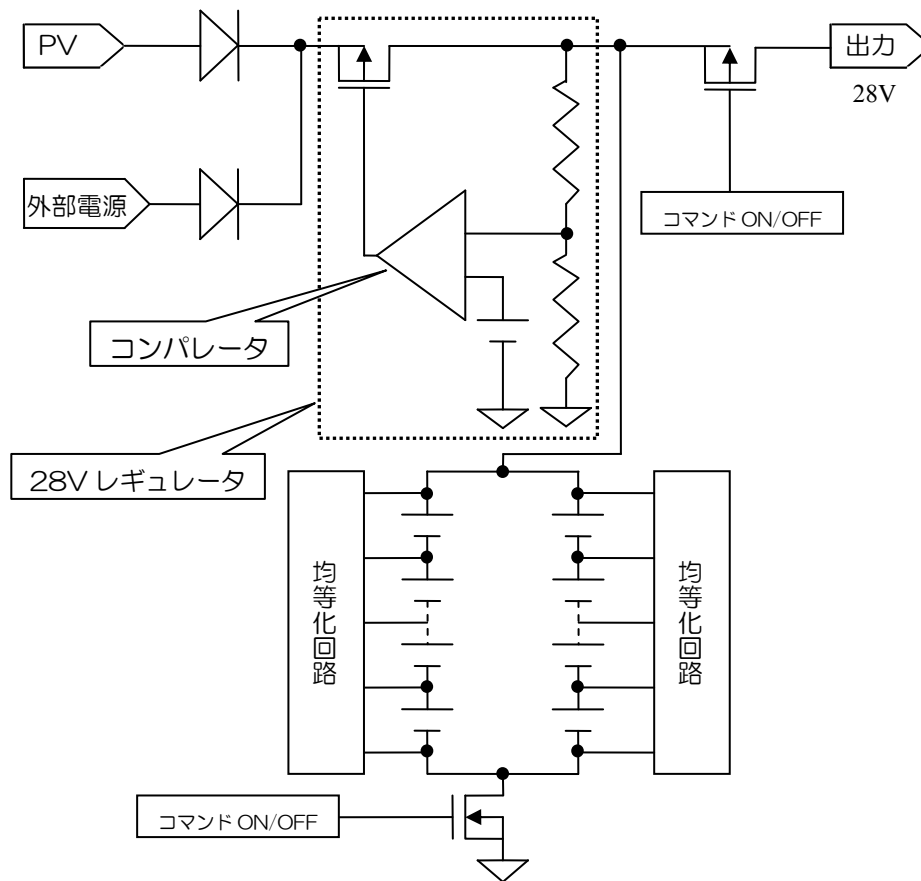 PV
出力
28V
外部電源
コマンド ON/OFF
コンパレータ
28V レギュレータ
均等化回路
均等化回路
コマンド ON/OFF